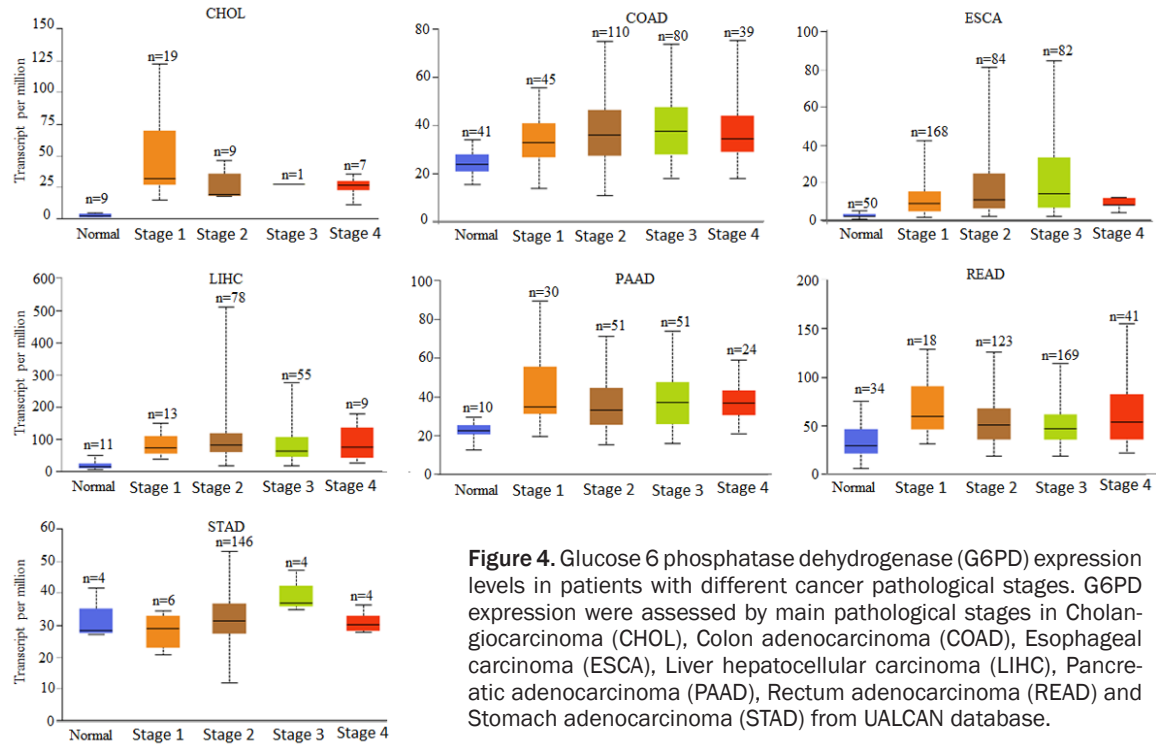 CHOL
Transcript per million
150
125
100
75
50
25
0
n=9
n=19
n=9
n=1
n=7
Normal Stage 1 Stage 2 Stage 3 Stage 4
COAD
80
60
40
20
0
n=41
n=45
n=110
n=80
n=39
Normal Stage 1 Stage 2 Stage 3 Stage 4
ESCA
100
80
60
40
20
0
n=50
n=168
n=84
n=82
Normal Stage 1 Stage 2 Stage 3 Stage 4
LIHC
Transcript per million
600
500
400
300
200
100
0
n=11
n=13
n=78
n=55
n=9
Normal Stage 1 Stage 2 Stage 3 Stage 4
PAAD
100
80
60
40
20
0
n=10
n=30
n=51
n=51
n=24
Normal Stage 1 Stage 2 Stage 3 Stage 4
READ
200
150
100
50
0
n=34
n=18
n=123
n=169
n=41
Normal Stage 1 Stage 2 Stage 3 Stage 4
STAD
Transcript per million
60
50
40
30
20
10
0
n=4
n=6
n=146
n=4
n=4
Normal Stage 1 Stage 2 Stage 3 Stage 4
Figure 4. Glucose 6 phosphatase dehydrogenase (G6PD) expression
levels in patients with different cancer pathological stages. G6PD
expression were assessed by main pathological stages in Cholan-
giocarcinoma (CHOL), Colon adenocarcinoma (COAD), Esophageal
carcinoma (ESCA), Liver hepatocellular carcinoma (LIHC), Pancre-
atic adenocarcinoma (PAAD), Rectum adenocarcinoma (READ) and
Stomach adenocarcinoma (STAD) from UALCAN database.